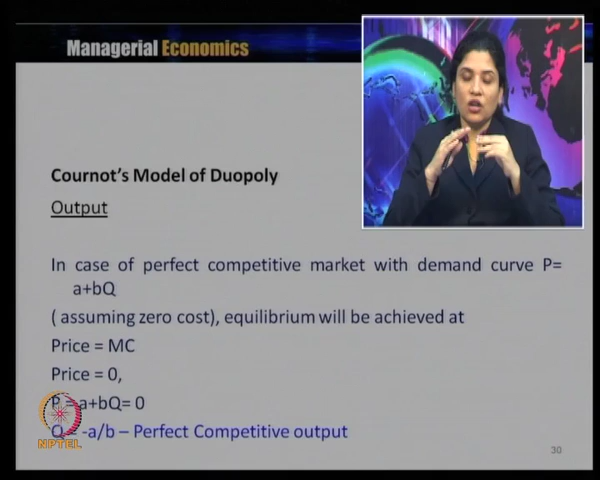 Managerial Economics
Cournot's Model of Duopoly
Output
In case of perfect competitive market with demand curve P=
a+bQ
( assuming zero cost), equilibrium will be achieved at
Price = MC
Price = 0,
P = a+bQ= 0
Q = -a/b – Perfect Competitive output
NPTEL
30